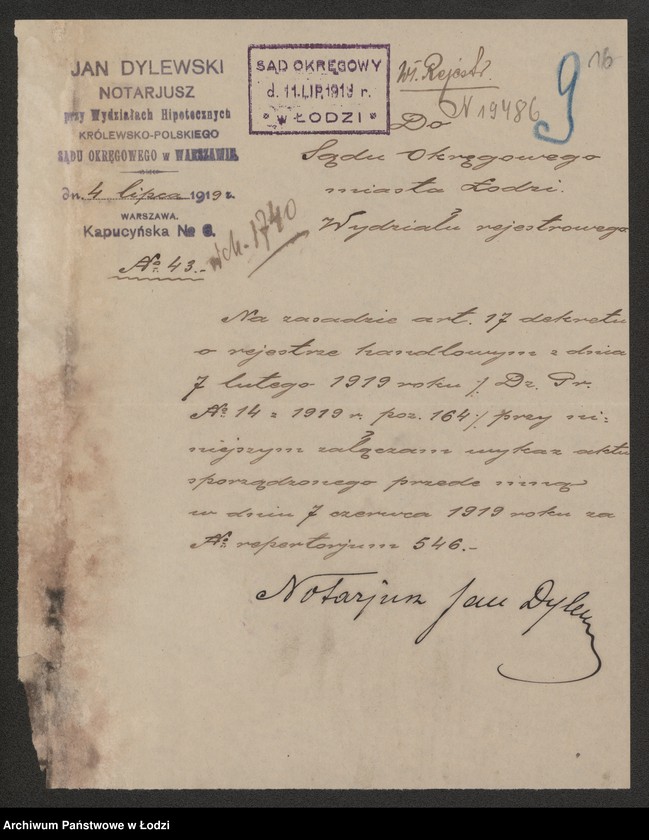 JAN DYLEWSKI
NOTARJUSZ
przy Wydziałach Hipotecznych
KRÓLEWSKO-POLSKIEGO
SĄDU OKRĘGOWEGO w WARSZAWIE,
dn. 4 lipca 1919 r.
WARSZAWA.
Kapucyńska № 6.
№ 43.-
SĄD OKRĘGOWY
d. 11. LIP. 1919 r.
* w ŁODZI *
N 19486
9
16
wch. 1740
Do
Sądu Okręgowego
miasta Łodzi.
Wydziału rejestrowego
Na zasadzie art. 17 dekretu
o rejestrze handlowym z dnia
7 lutego 1919 roku /. Dz. Pr.
№ 14 z 1919 r. poz. 164 ·/. przy ni:
niejszym załączam wykaz aktu
sporządzonego przede mną
w dniu 7 czerwca 1919 roku za
№ repertorjum 546.-
Notarjusz Jan Dylewski
Archiwum Państwowe w Łodzi